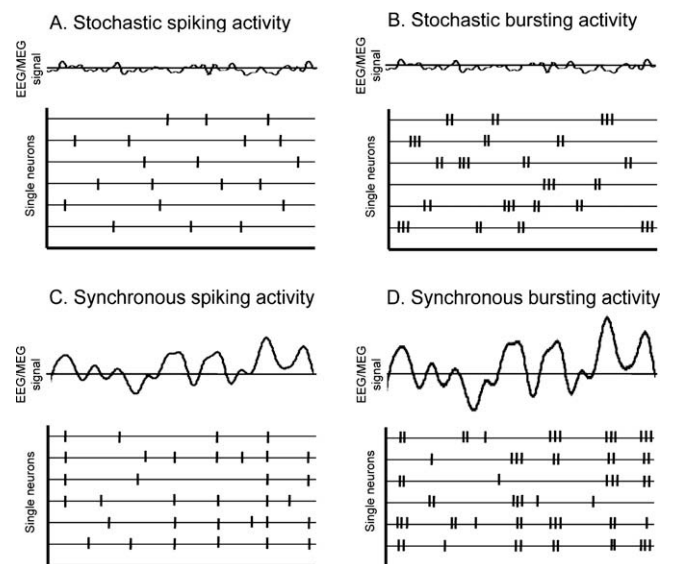 A. Stochastic spiking activity
EEG/MEG
signal
Single neurons
B. Stochastic bursting activity
EEG/MEG
signal
Single neurons
C. Synchronous spiking activity
EEG/MEG
signal
Single neurons
D. Synchronous bursting activity
EEG/MEG
signal
Single neurons